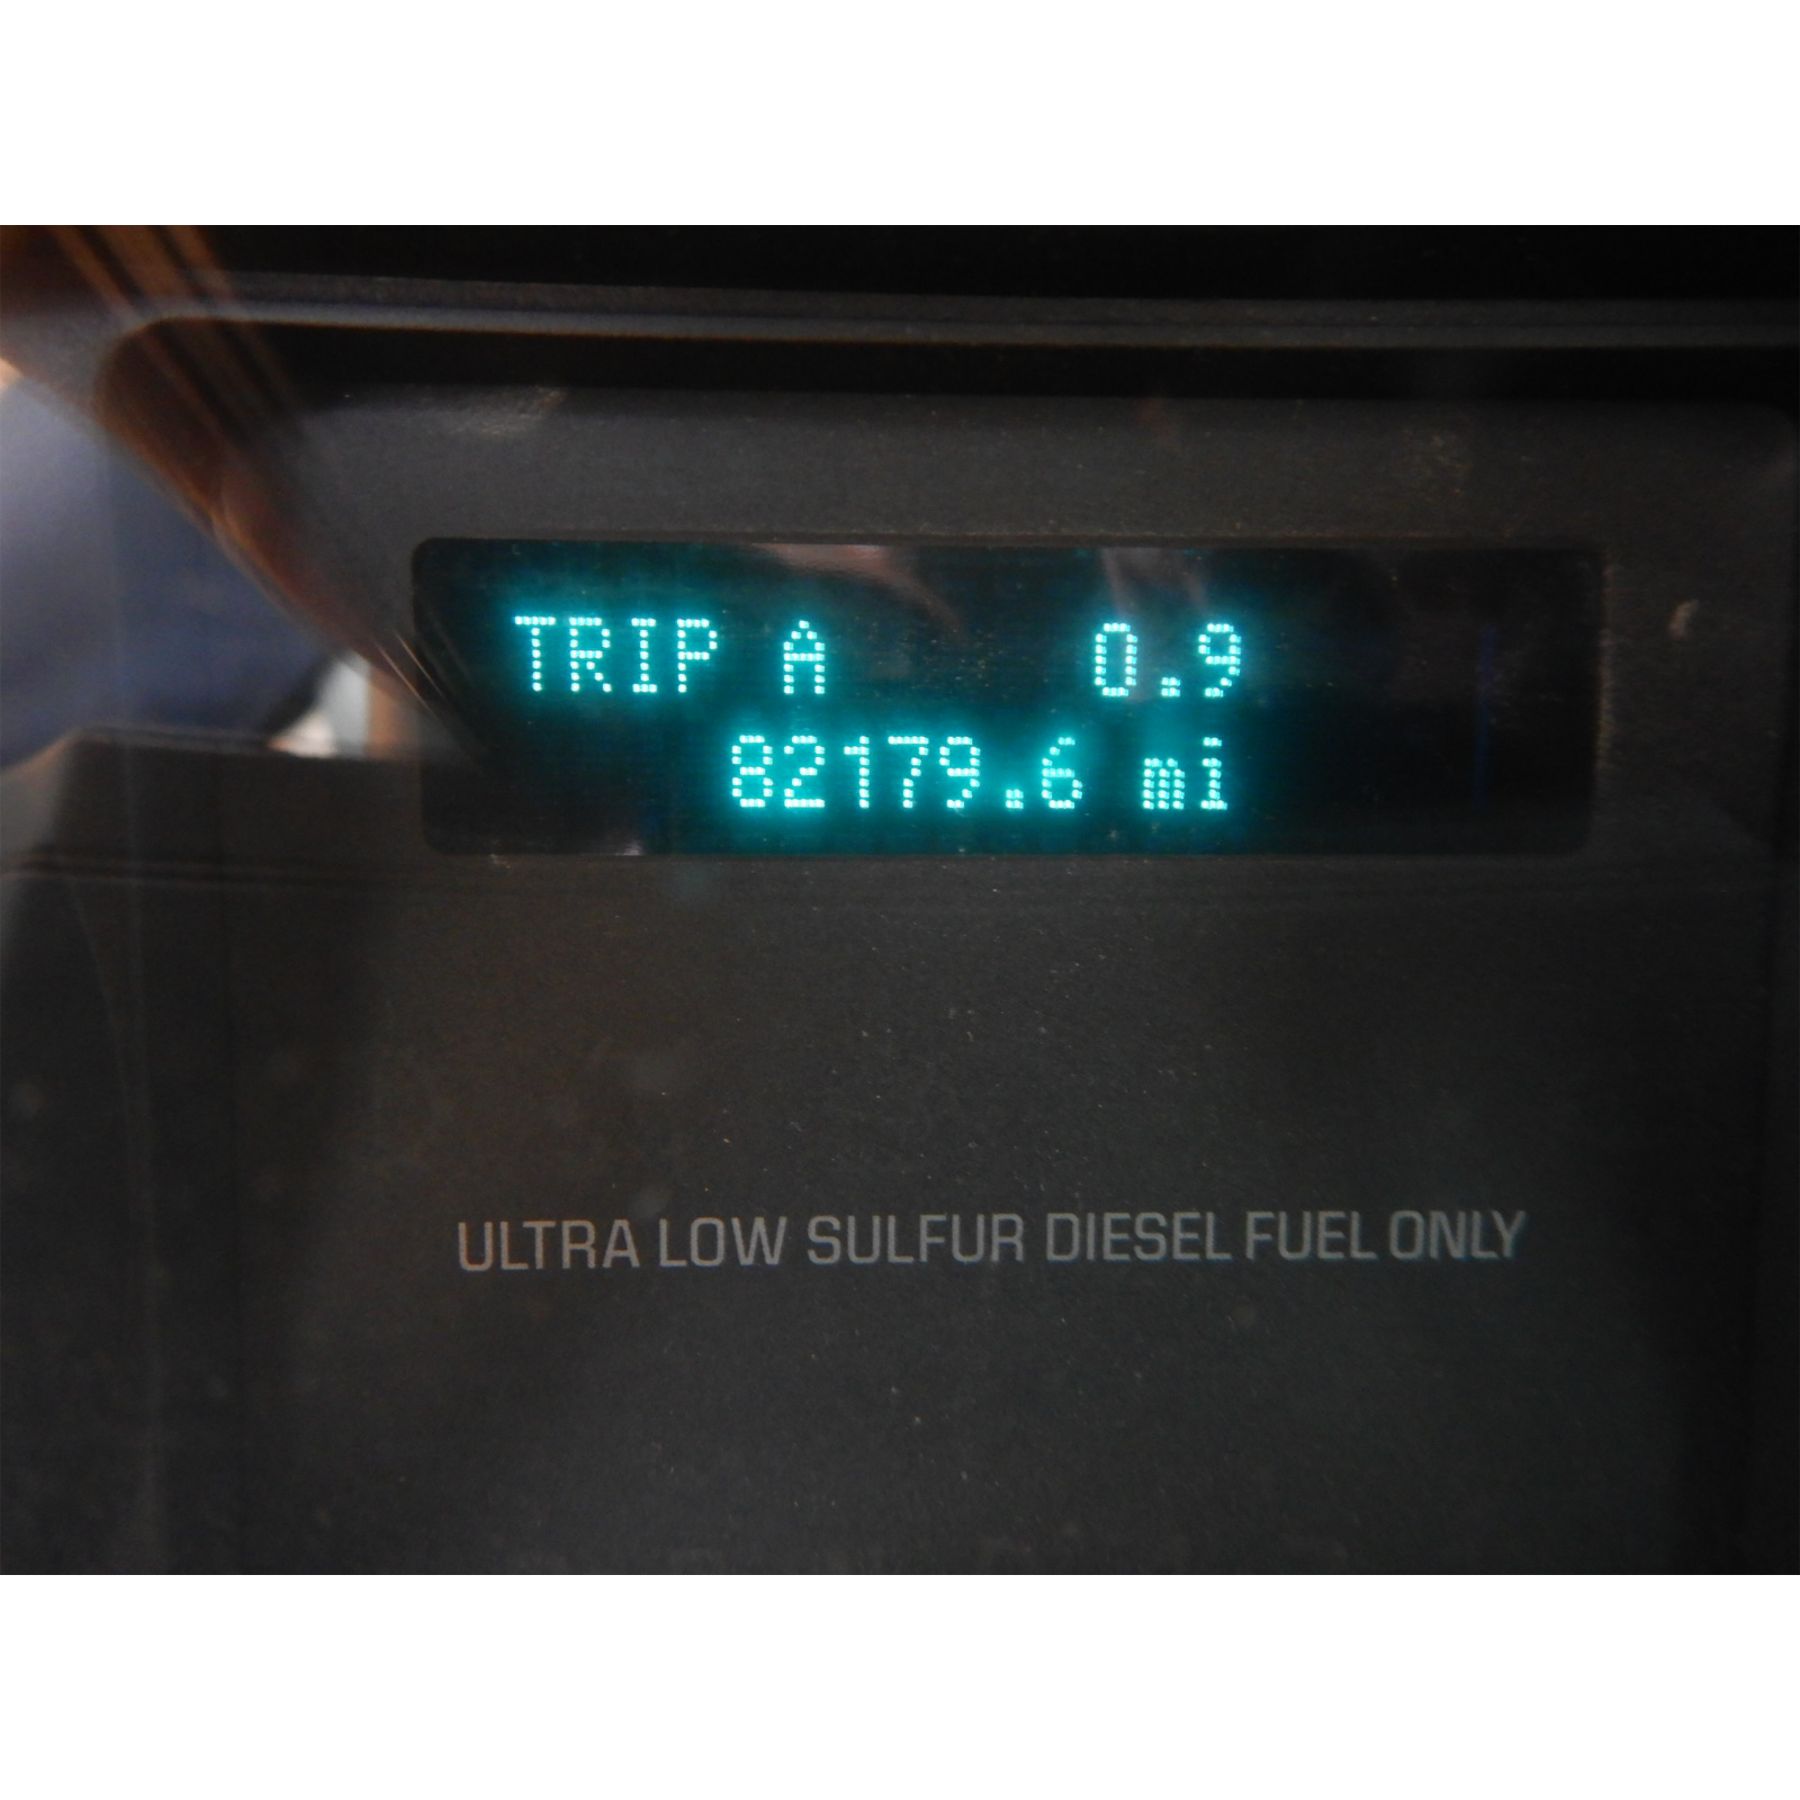 TRIP A 0.9
82179.6 mi
ULTRA LOW SULFUR DIESEL FUEL ONLY